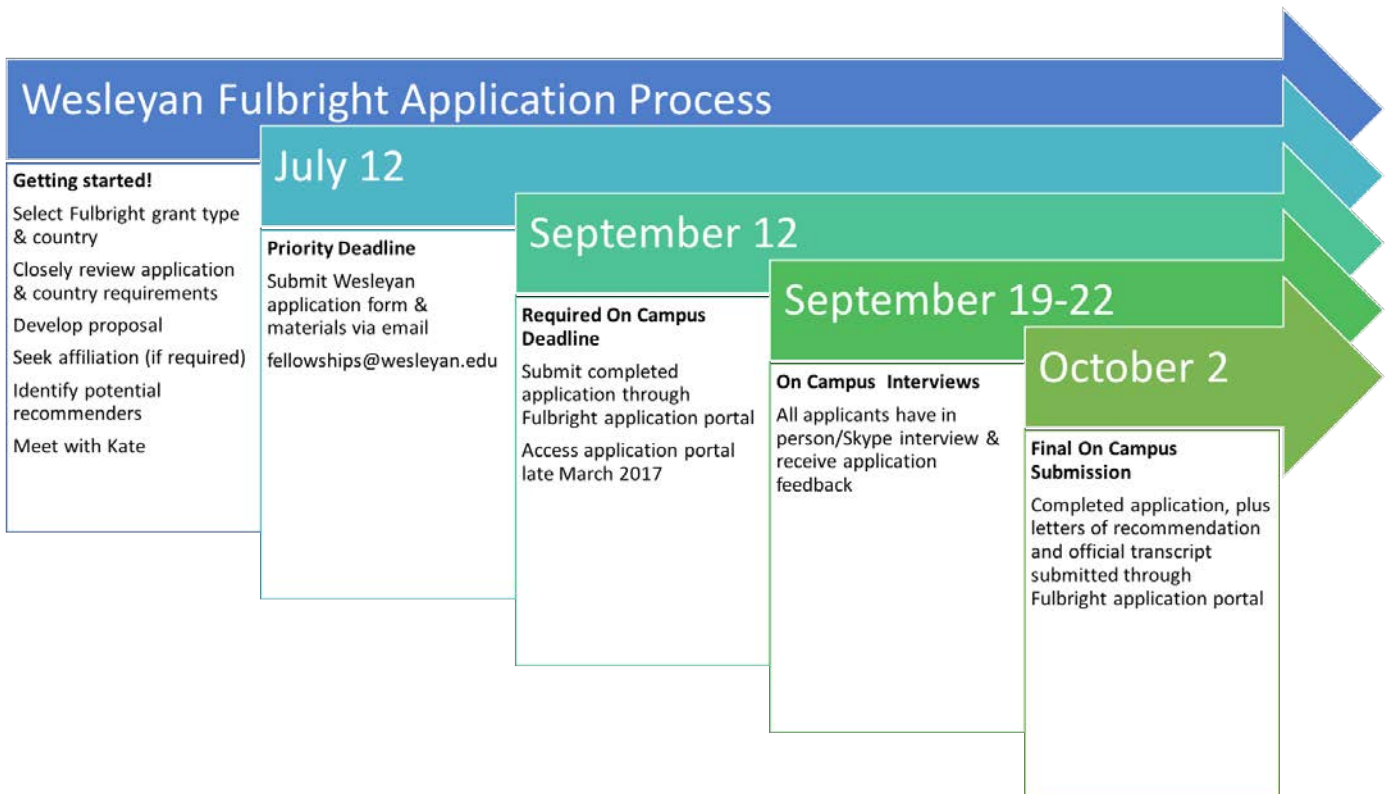 Wesleyan Fulbright Application Process
Getting started!
Select Fulbright grant type
& country
Closely review application
& country requirements
Develop proposal
Seek affiliation (if required)
Identify potential
recommenders
Meet with Kate
July 12
Priority Deadline
Submit Wesleyan
application form &
materials via email
fellowships@wesleyan.edu
September 12
Required On Campus
Deadline
Submit completed
application through
Fulbright application portal
Access application portal
late March 2017
September 19-22
On Campus  Interviews
All applicants have in
person/Skype interview &
receive application
feedback
October 2
Final On Campus
Submission
Completed application, plus
letters of recommendation
and official transcript
submitted through
Fulbright application portal